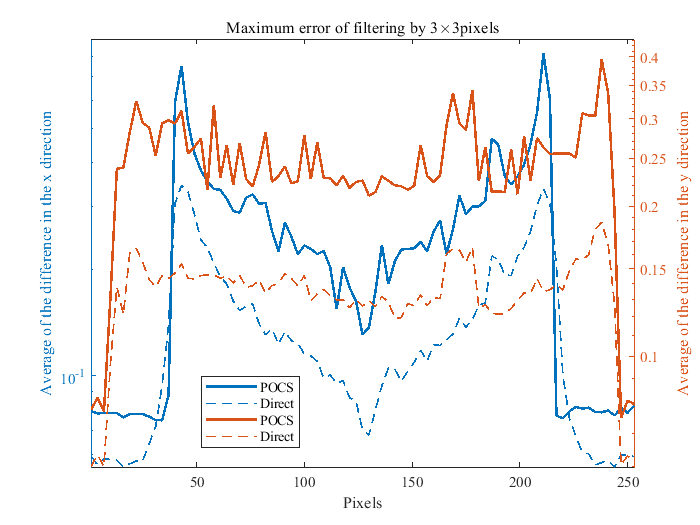 Maximum error of filtering by 3×3pixels
Average of the difference in the x direction
10-1
0.4
0.35
0.3
0.25
0.2
0.15
0.1
Average of the difference in the y direction
POCS
Direct
POCS
Direct
50
100
150
200
250
Pixels